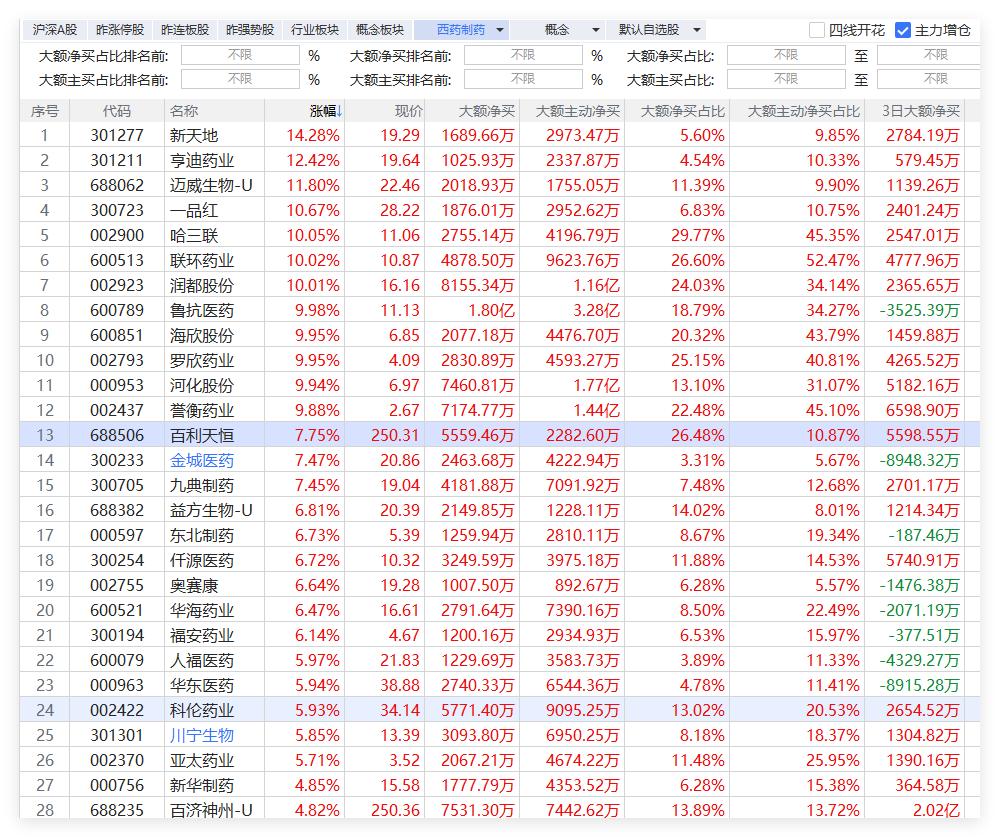 沪深A股 昨涨停股 昨连板股 昨强势股 行业板块 概念板块 西药制药 概念 默认自选股 四线开花 主力增仓
大额净买占比排名前: 不限 % 大额净买排名前: 不限 % 大额净买占比: 不限 至 不限
大额主买占比排名前: 不限 % 大额主买排名前: 不限 % 大额主买占比: 不限 至 不限
序号 代码 名称 涨幅↓ 现价 大额净买 大额主动净买 大额净买占比 大额主动净买占比 3日大额净买
1 301277 新天地 14.28% 19.29 1689.66万 2973.47万 5.60% 9.85% 2784.19万
2 301211 亨迪药业 12.42% 19.64 1025.93万 2337.87万 4.54% 10.33% 579.45万
3 688062 迈威生物-U 11.80% 22.46 2018.93万 1755.05万 11.39% 9.90% 1139.26万
4 300723 一品红 10.67% 28.22 1876.01万 2952.62万 6.83% 10.75% 2401.24万
5 002900 哈三联 10.05% 11.06 2755.14万 4196.79万 29.77% 45.35% 2547.01万
6 600513 联环药业 10.02% 10.87 4878.50万 9623.76万 26.60% 52.47% 4777.96万
7 002923 润都股份 10.01% 16.16 8155.34万 1.16亿 24.03% 34.14% 2365.65万
8 600789 鲁抗医药 9.98% 11.13 1.80亿 3.28亿 18.79% 34.27% -3525.39万
9 600851 海欣股份 9.95% 6.85 2077.18万 4476.70万 20.32% 43.79% 1459.88万
10 002793 罗欣药业 9.95% 4.09 2830.89万 4593.27万 25.15% 40.81% 4265.52万
11 000953 河化股份 9.94% 6.97 7460.81万 1.77亿 13.10% 31.07% 5182.16万
12 002437 誉衡药业 9.88% 2.67 7174.77万 1.44亿 22.48% 45.10% 6598.90万
13 688506 百利天恒 7.75% 250.31 5559.46万 2282.60万 26.48% 10.87% 5598.55万
14 300233 金城医药 7.47% 20.86 2463.68万 4222.94万 3.31% 5.67% -8948.32万
15 300705 九典制药 7.45% 19.04 4181.88万 7091.92万 7.48% 12.68% 2701.17万
16 688382 益方生物-U 6.81% 20.39 2149.85万 1228.11万 14.02% 8.01% 1214.34万
17 000597 东北制药 6.73% 5.39 1259.94万 2810.11万 8.67% 19.34% -187.46万
18 300254 仟源医药 6.72% 10.32 3249.59万 3975.18万 11.88% 14.53% 5740.91万
19 002755 奥赛康 6.64% 19.28 1007.50万 892.67万 6.28% 5.57% -1476.38万
20 600521 华海药业 6.47% 16.61 2791.64万 7390.16万 8.50% 22.49% -2071.19万
21 300194 福安药业 6.14% 4.67 1200.16万 2934.93万 6.53% 15.97% -377.51万
22 600079 人福医药 5.97% 21.83 1229.69万 3583.73万 3.89% 11.33% -4329.27万
23 000963 华东医药 5.94% 38.88 2740.33万 6544.36万 4.78% 11.41% -8915.28万
24 002422 科伦药业 5.93% 34.14 5771.40万 9095.25万 13.02% 20.53% 2654.52万
25 301301 川宁生物 5.85% 13.39 3093.80万 6950.25万 8.18% 18.37% 1304.82万
26 002370 亚太药业 5.71% 3.52 2067.21万 4674.22万 11.48% 25.95% 1390.16万
27 000756 新华制药 4.85% 15.58 1777.79万 4353.52万 6.28% 15.38% 364.58万
28 688235 百济神州-U 4.82% 250.36 7531.30万 7442.62万 13.89% 13.72% 2.02亿